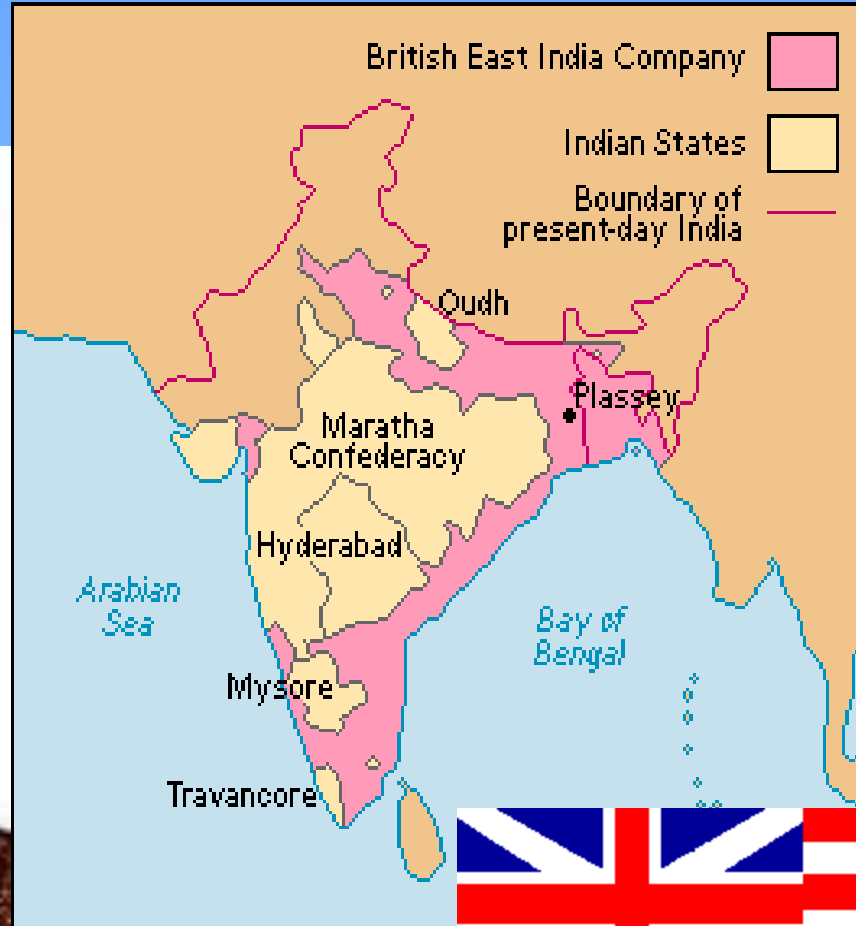 British East India Company
Indian States
Boundary of
present-day India
Oudh
Plassey
Maratha
Confederacy
Hyderabad
Arabian
Sea
Bay of
Bengal
Mysore
Travancore